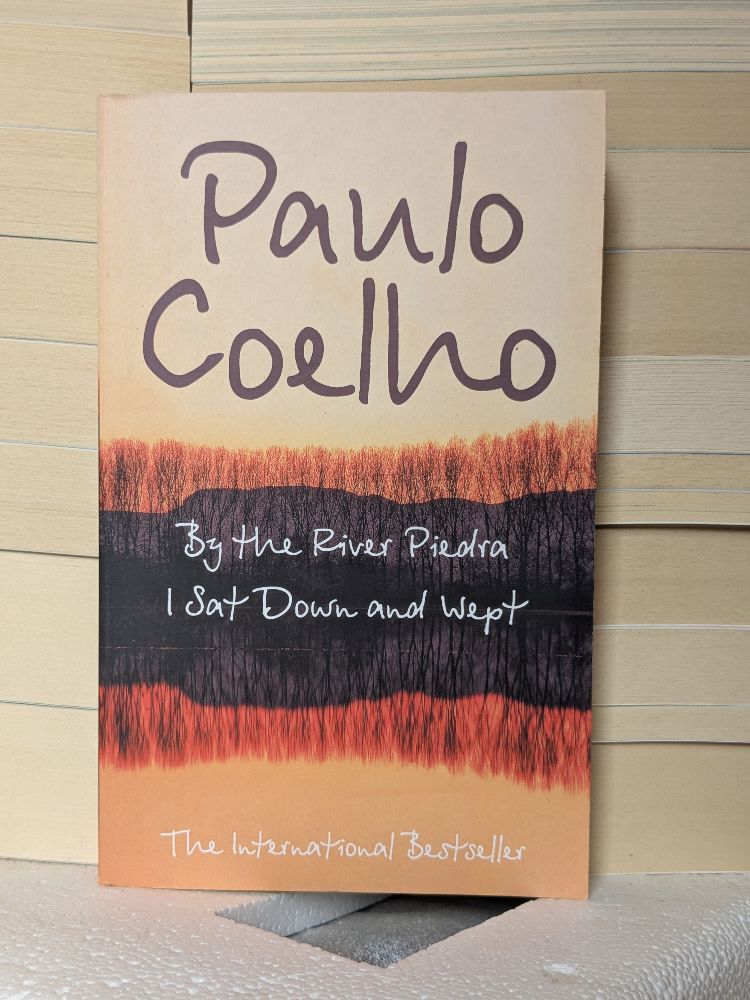 Paulo
Coelho
By the River Piedra
I Sat Down and Wept
The International Bestseller